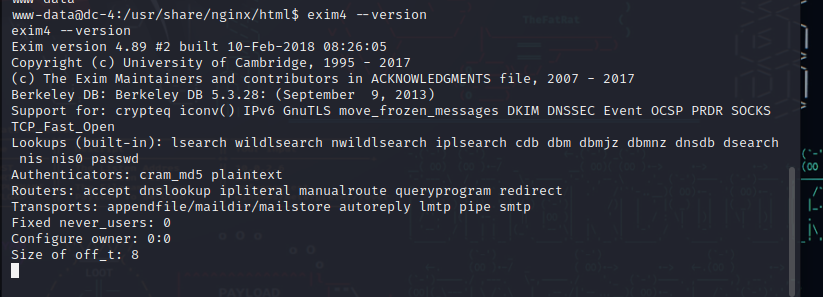 www-data
www-data@dc-4:/usr/share/nginx/html$ exim4 --version
exim4 --version
Exim version 4.89 #2 built 10-Feb-2018 08:26:05
Copyright (c) University of Cambridge, 1995 - 2017
(c) The Exim Maintainers and contributors in ACKNOWLEDGMENTS file, 2007 - 2017
Berkeley DB: Berkeley DB 5.3.28: (September  9, 2013)
Support for: crypteq iconv() IPv6 GnuTLS move_frozen_messages DKIM DNSSEC Event OCSP PRDR SOCKS
TCP_Fast_Open
Lookups (built-in): lsearch wildlsearch nwildlsearch iplsearch cdb dbm dbmjz dbmnz dnsdb dsearch
nis nis0 passwd
Authenticators: cram_md5 plaintext
Routers: accept dnslookup ipliteral manualroute queryprogram redirect
Transports: appendfile/maildir/mailstore autoreply lmtp pipe smtp
Fixed never_users: 0
Configure owner: 0:0
Size of off_t: 8
TheFatRat
LOOT
PAYLOAD